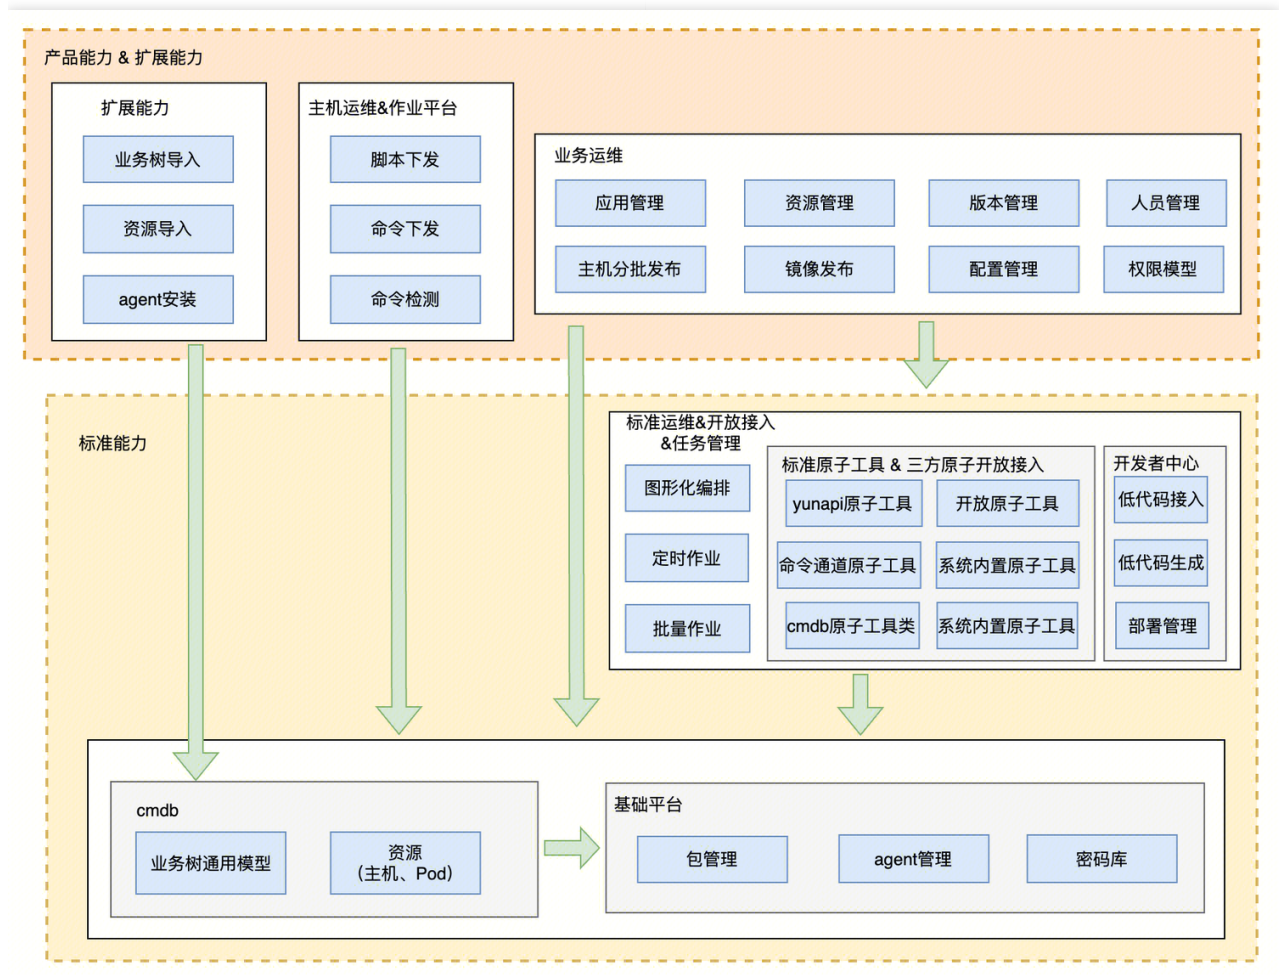 产品能力 & 扩展能力
扩展能力
业务树导入
资源导入
agent安装
主机运维&作业平台
脚本下发
命令下发
命令检测
业务运维
应用管理
资源管理
版本管理
人员管理
主机分批发布
镜像发布
配置管理
权限模型
标准能力
标准运维&开放接入
&任务管理
图形化编排
定时作业
批量作业
标准原子工具 & 三方原子开放接入
yunapi原子工具
开放原子工具
命令通道原子工具
系统内置原子工具
cmdb原子工具类
系统内置原子工具
开发者中心
低代码接入
低代码生成
部署管理
cmdb
业务树通用模型
资源
（主机、Pod）
基础平台
包管理
agent管理
密码库